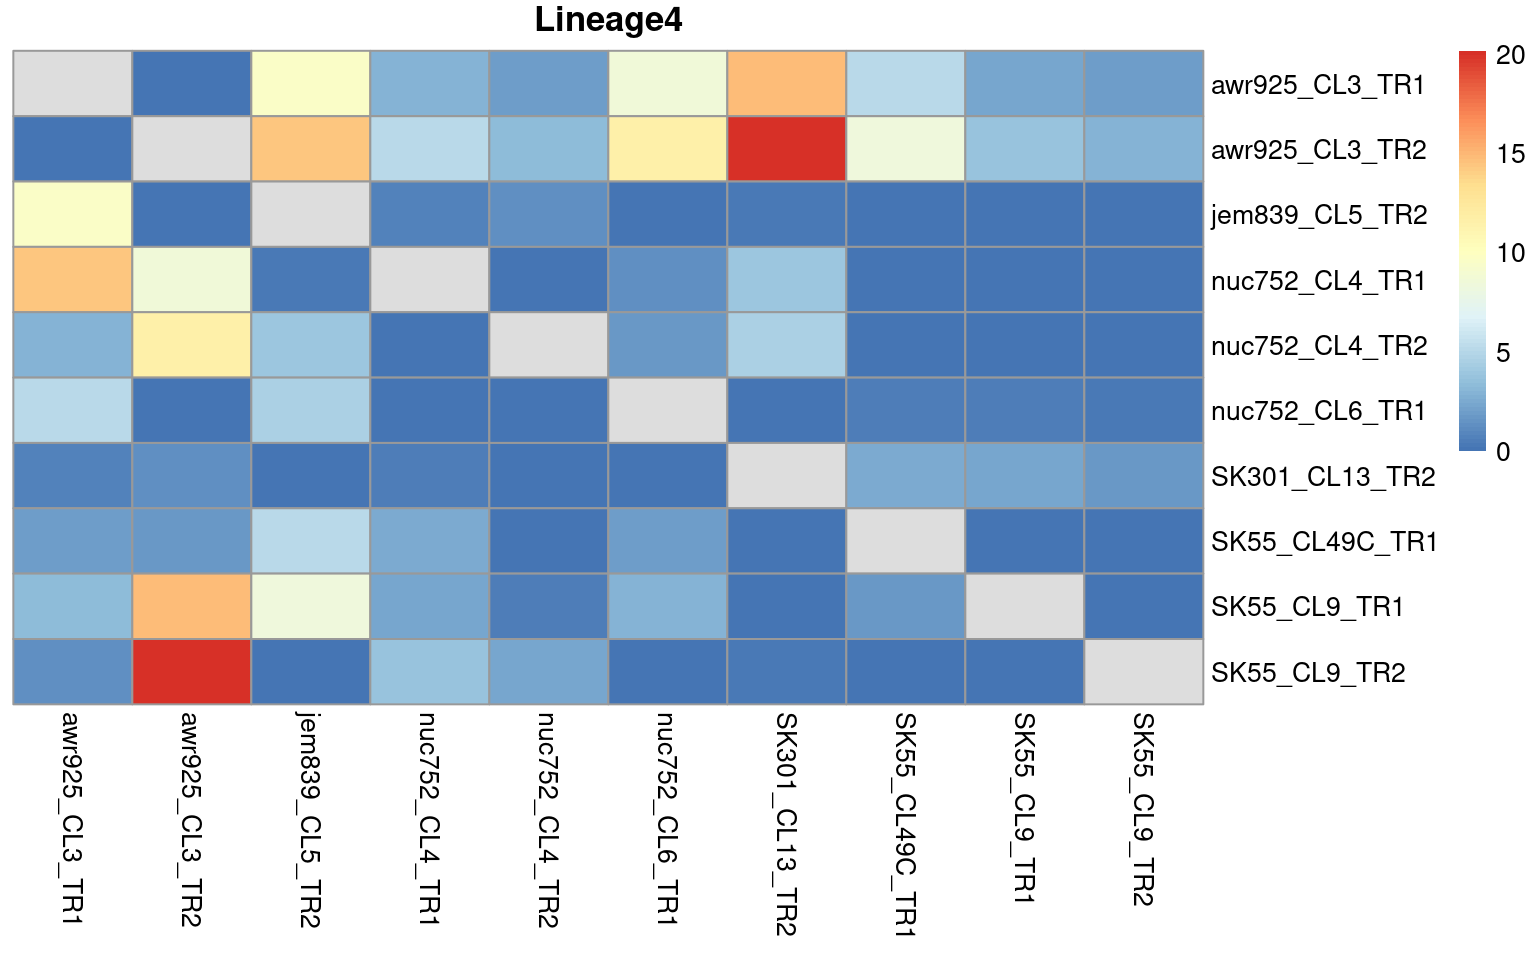 Lineage4
20
15
10
5
0
awr925_CL3_TR1
awr925_CL3_TR2
jem839_CL5_TR2
nuc752_CL4_TR1
nuc752_CL4_TR2
nuc752_CL6_TR1
SK301_CL13_TR2
SK55_CL49C_TR1
SK55_CL9_TR1
SK55_CL9_TR2
awr925_CL3_TR1
awr925_CL3_TR2
jem839_CL5_TR2
nuc752_CL4_TR1
nuc752_CL4_TR2
nuc752_CL6_TR1
SK301_CL13_TR2
SK55_CL49C_TR1
SK55_CL9_TR1
SK55_CL9_TR2